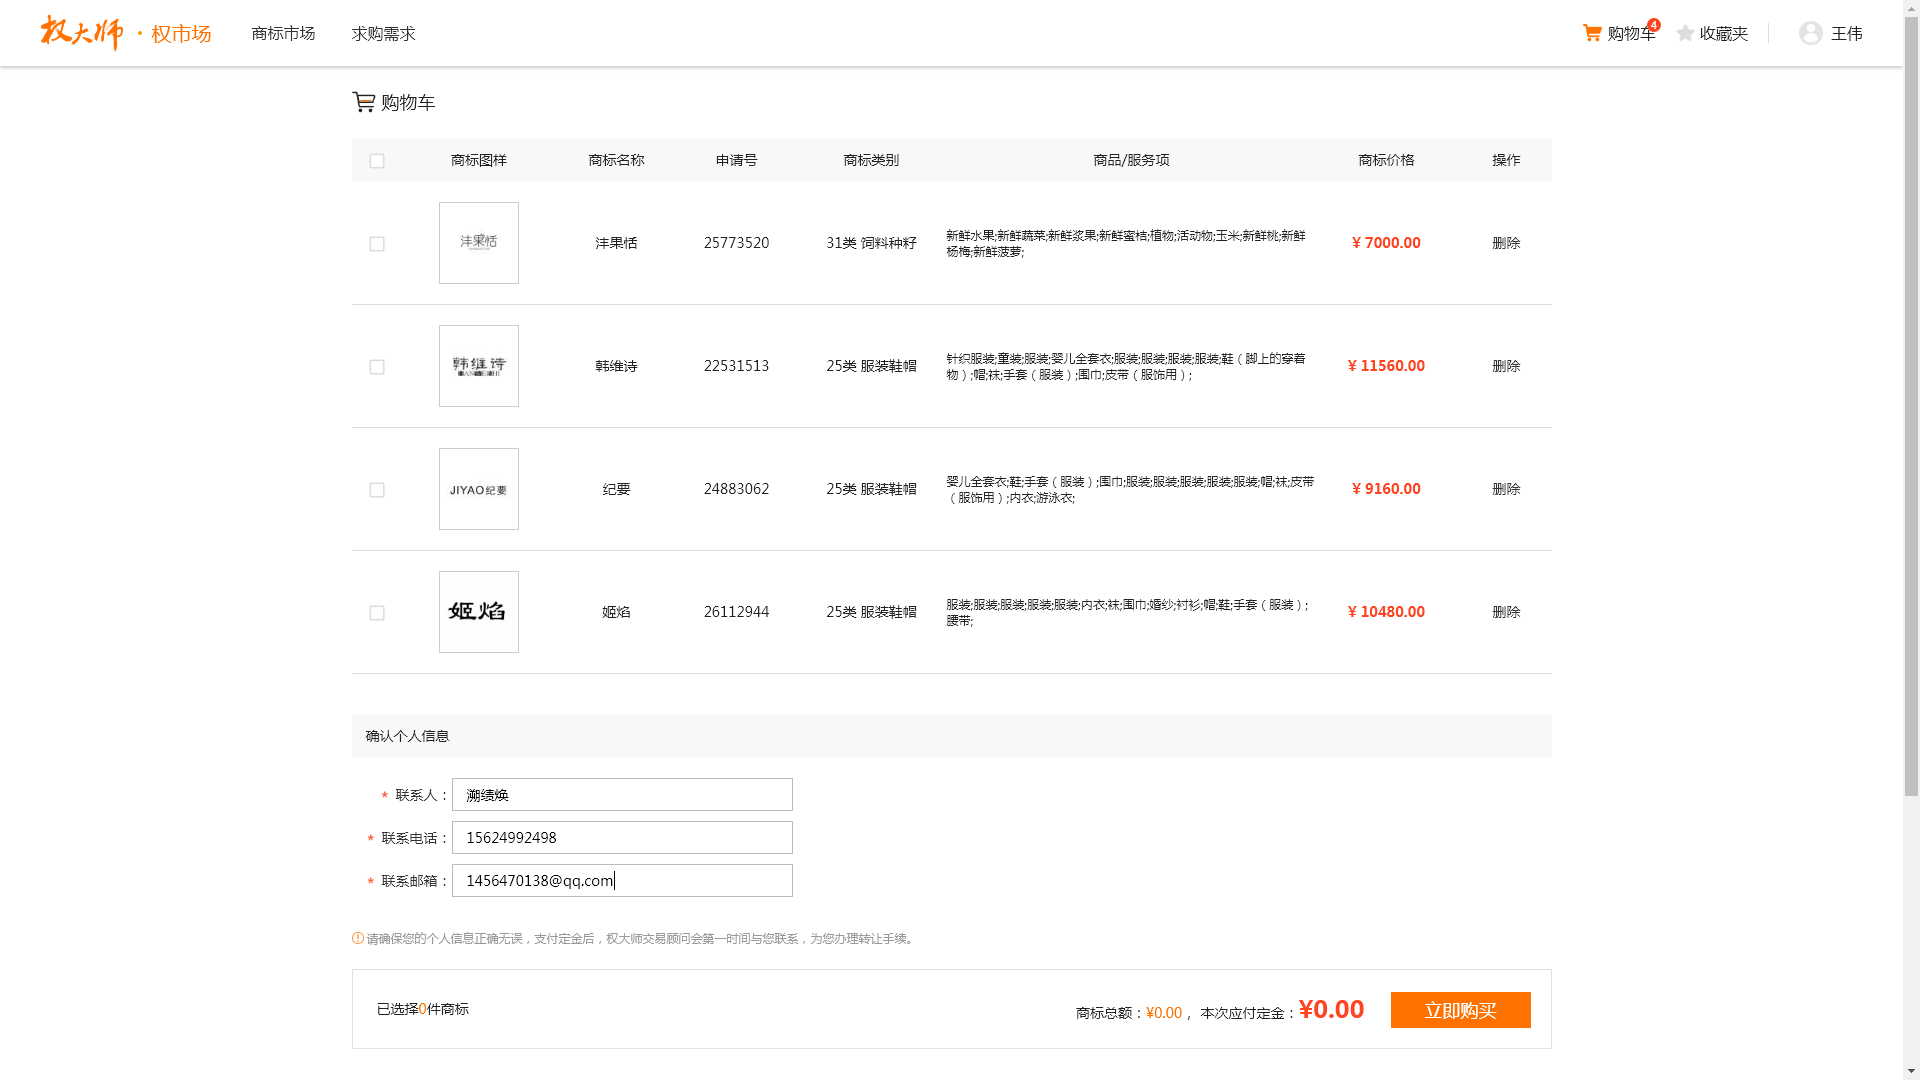 权大师 · 权市场 商标市场 求购需求 购物车 4 收藏夹 王伟
购物车
商标图样 商标名称 申请号 商标类别 商品/服务项 商标价格 操作
沣果恬 沣果恬 25773520 31类 饲料种籽 新鲜水果;新鲜蔬菜;新鲜浆果;新鲜蜜桔;植物;活动物;玉米;新鲜桃;新鲜 ¥ 7000.00 删除
杨梅;新鲜菠萝;
韩维诗 韩维诗 22531513 25类 服装鞋帽 针织服装;童装;服装;婴儿全套衣;服装;服装;服装;服装;鞋（脚上的穿着 ¥ 11560.00 删除
物）;帽;袜;手套（服装）;围巾;皮带（服饰用）;
JIYAO纪要 纪要 24883062 25类 服装鞋帽 婴儿全套衣;鞋;手套（服装）;围巾;服装;服装;服装;服装;服装;帽;袜;皮带 ¥ 9160.00 删除
（服饰用）;内衣;游泳衣;
姬焰 姬焰 26112944 25类 服装鞋帽 服装;服装;服装;服装;服装;内衣;袜;围巾;婚纱;衬衫;帽;鞋;手套（服装）; ¥ 10480.00 删除
腰带;
确认个人信息
* 联系人： 溯绩焕
* 联系电话： 15624992498
* 联系邮箱： 1456470138@qq.com
请确保您的个人信息正确无误，支付定金后，权大师交易顾问会第一时间与您联系，为您办理转让手续。
已选择0件商标 商标总额：¥0.00 ，本次应付定金：¥0.00 立即购买